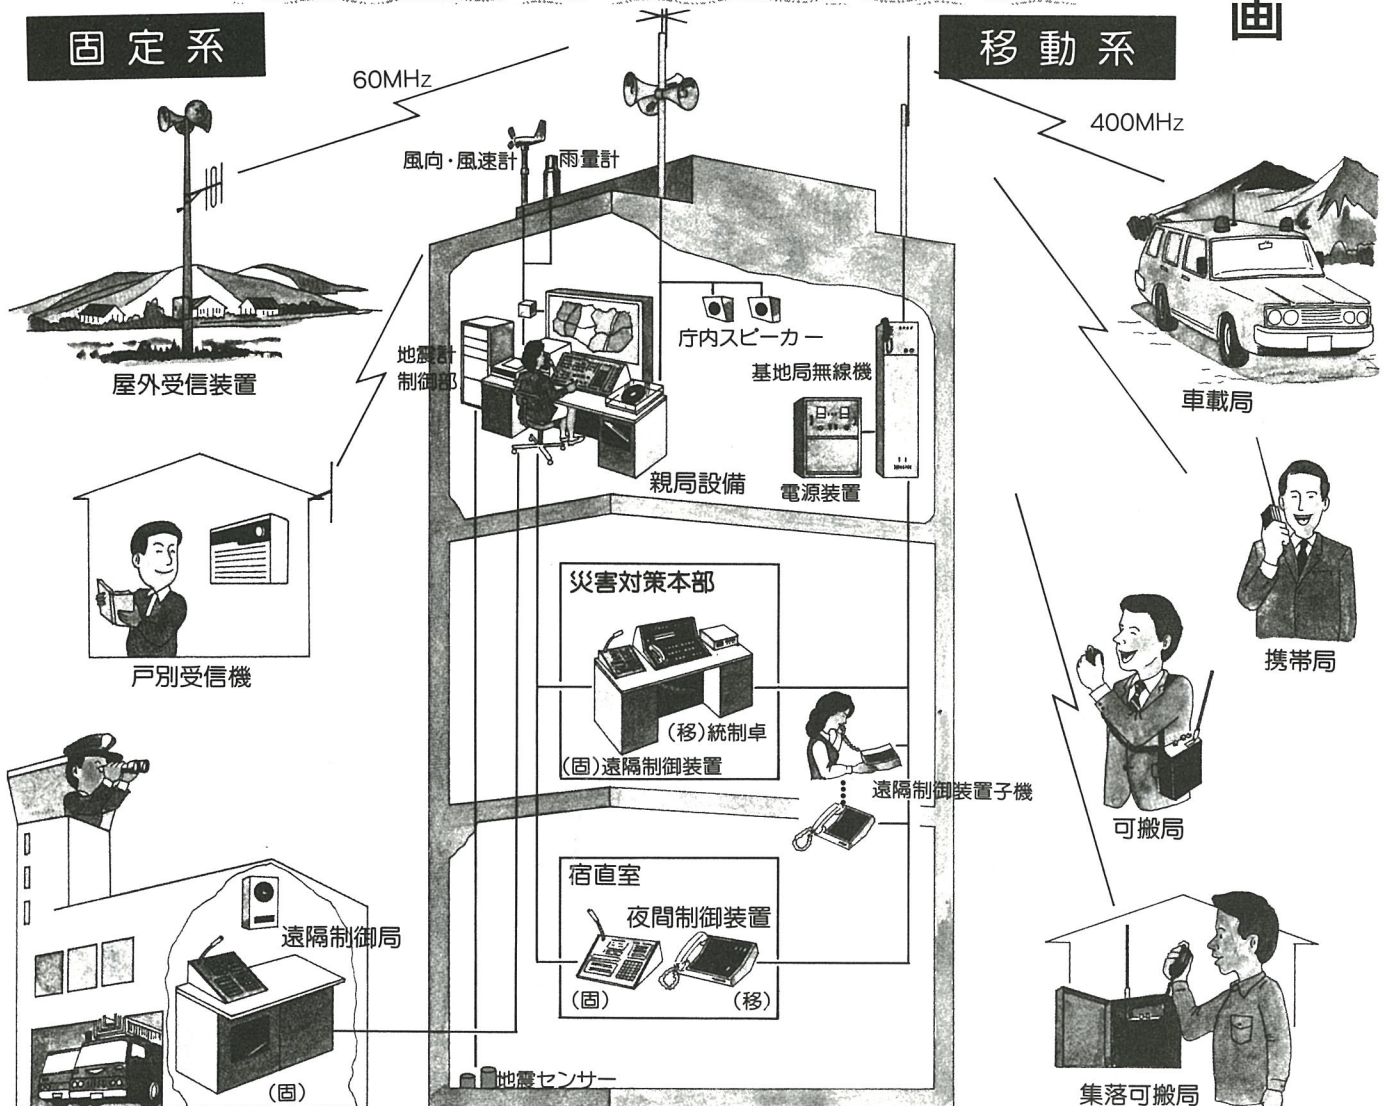 画
固定系
移動系
60MHz
400MHz
風向・風速計
雨量計
庁内スピーカー
地震計
制御部
基地局無線機
屋外受信装置
車載局
親局設備
電源装置
災害対策本部
戸別受信機
携帯局
(移)統制卓
(固)遠隔制御装置
遠隔制御装置子機
可搬局
宿直室
夜間制御装置
遠隔制御局
(固)
(移)
地震センサー
(固)
集落可搬局